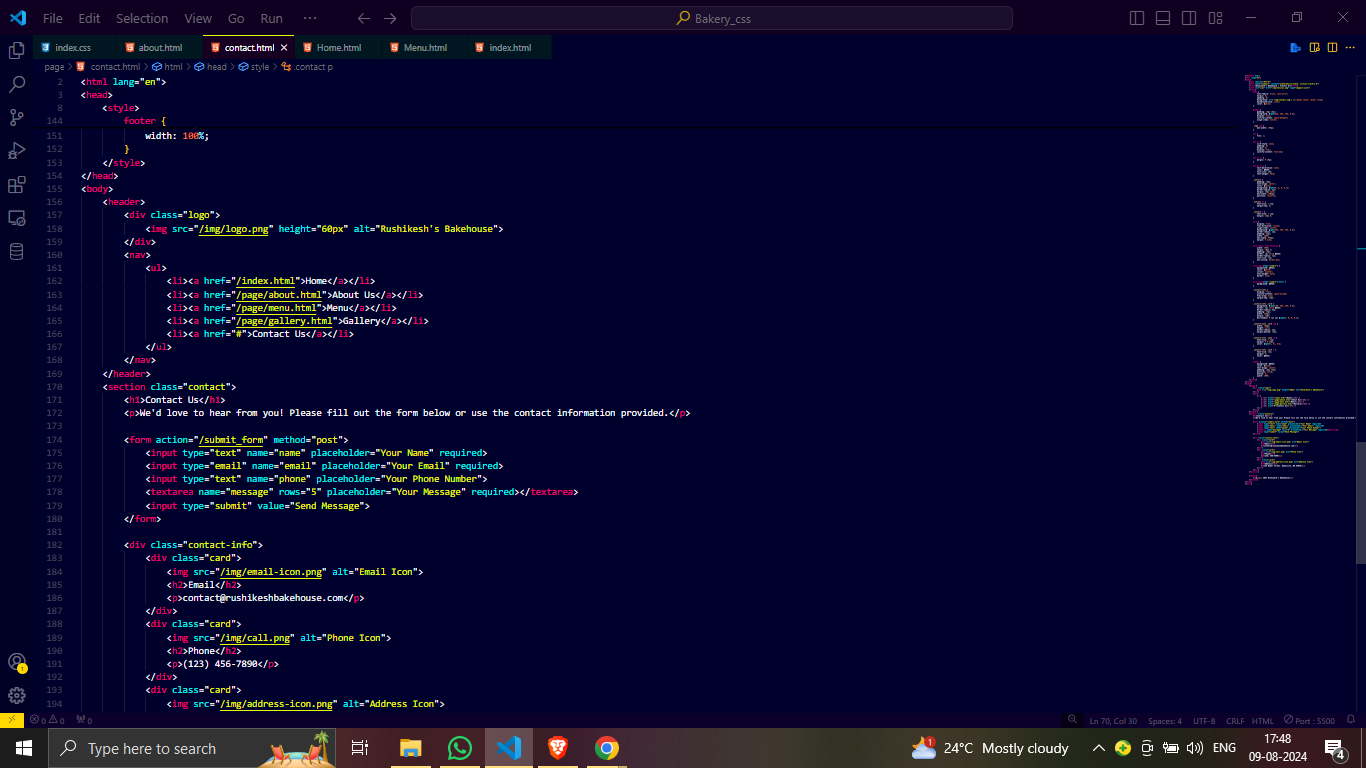 File Edit Selection View Go Run ··· Bakery_css
index.css about.html contact.html Home.html Menu.html index.html
page > contact.html > html > head > style > .contact p
2 <html lang="en">
3 <head>
8 <style>
144 footer {
151 width: 100%;
152 }
153 </style>
154 </head>
155 <body>
156 <header>
157 <div class="logo">
158 <img src="/img/logo.png" height="60px" alt="Rushikesh's Bakehouse">
159 </div>
160 <nav>
161 <ul>
162 <li><a href="/index.html">Home</a></li>
163 <li><a href="/page/about.html">About Us</a></li>
164 <li><a href="/page/menu.html">Menu</a></li>
165 <li><a href="/page/gallery.html">Gallery</a></li>
166 <li><a href="#">Contact Us</a></li>
167 </ul>
168 </nav>
169 </header>
170 <section class="contact">
171 <h1>Contact Us</h1>
172 <p>We'd love to hear from you! Please fill out the form below or use the contact information provided.</p>
173
174 <form action="/submit_form" method="post">
175 <input type="text" name="name" placeholder="Your Name" required>
176 <input type="email" name="email" placeholder="Your Email" required>
177 <input type="text" name="phone" placeholder="Your Phone Number">
178 <textarea name="message" rows="5" placeholder="Your Message" required></textarea>
179 <input type="submit" value="Send Message">
180 </form>
181
182 <div class="contact-info">
183 <div class="card">
184 <img src="/img/email-icon.png" alt="Email Icon">
185 <h2>Email</h2>
186 <p>contact@rushikeshbakehouse.com</p>
187 </div>
188 <div class="card">
189 <img src="/img/call.png" alt="Phone Icon">
190 <h2>Phone</h2>
191 <p>(123) 456-7890</p>
192 </div>
193 <div class="card">
194 <img src="/img/address-icon.png" alt="Address Icon">
1
0 0 0 Ln 70, Col 30 Spaces: 4 UTF-8 CRLF HTML Port : 5500
Type here to search 1 24°C Mostly cloudy ENG 17:48
09-08-2024 4